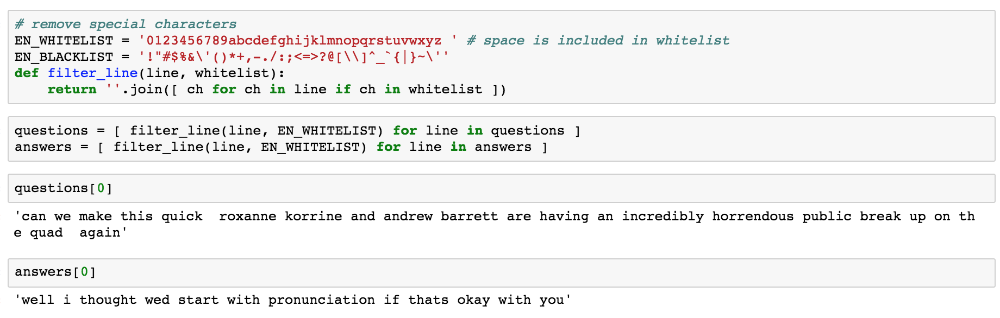 # remove special characters
EN_WHITELIST = '0123456789abcdefghijklmnopqrstuvwxyz ' # space is included in whitelist
EN_BLACKLIST = '!"#$%&\'()*+,-./:;<=>?@[\\]^_`{|}~\''
def filter_line(line, whitelist):
    return ''.join([ ch for ch in line if ch in whitelist ])
questions = [ filter_line(line, EN_WHITELIST) for line in questions ]
answers = [ filter_line(line, EN_WHITELIST) for line in answers ]
questions[0]
'can we make this quick  roxanne korrine and andrew barrett are having an incredibly horrendous public break up on th
e quad  again'
answers[0]
'well i thought wed start with pronunciation if thats okay with you'